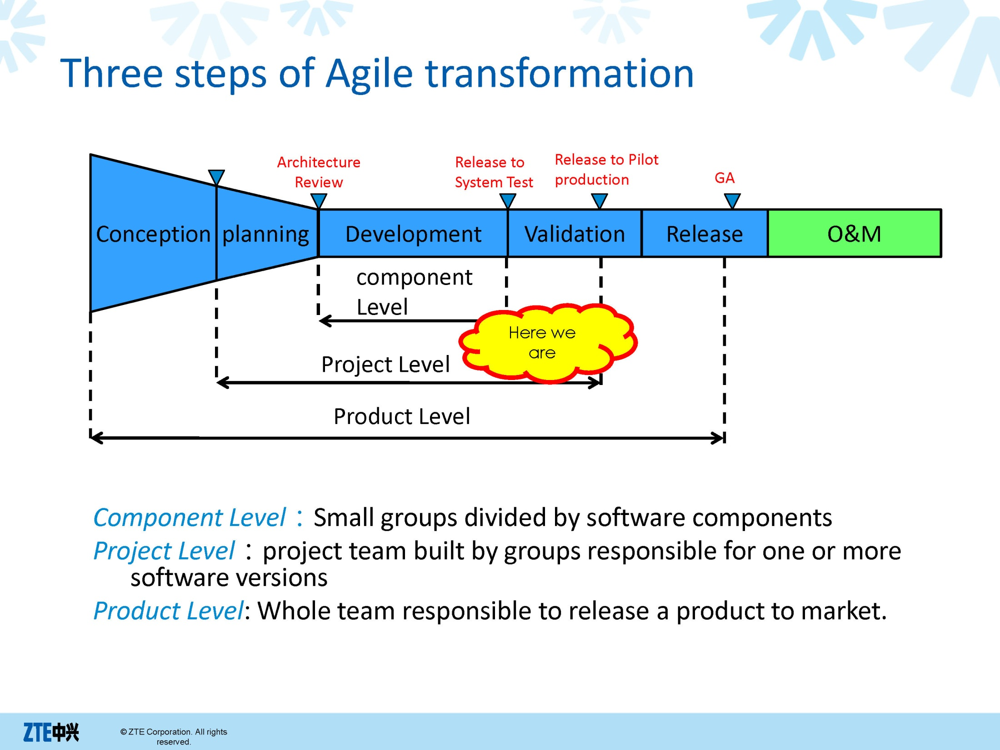 Three steps of Agile transformation
Architecture
Review
Release to
System Test
Release to Pilot
production
GA
Conception
planning
Development
Validation
Release
O&M
component
Level
Here we
are
Project Level
Product Level
Component Level：Small groups divided by software components
Project Level：project team built by groups responsible for one or more
software versions
Product Level: Whole team responsible to release a product to market.
ZTE中兴
© ZTE Corporation. All rights
reserved.